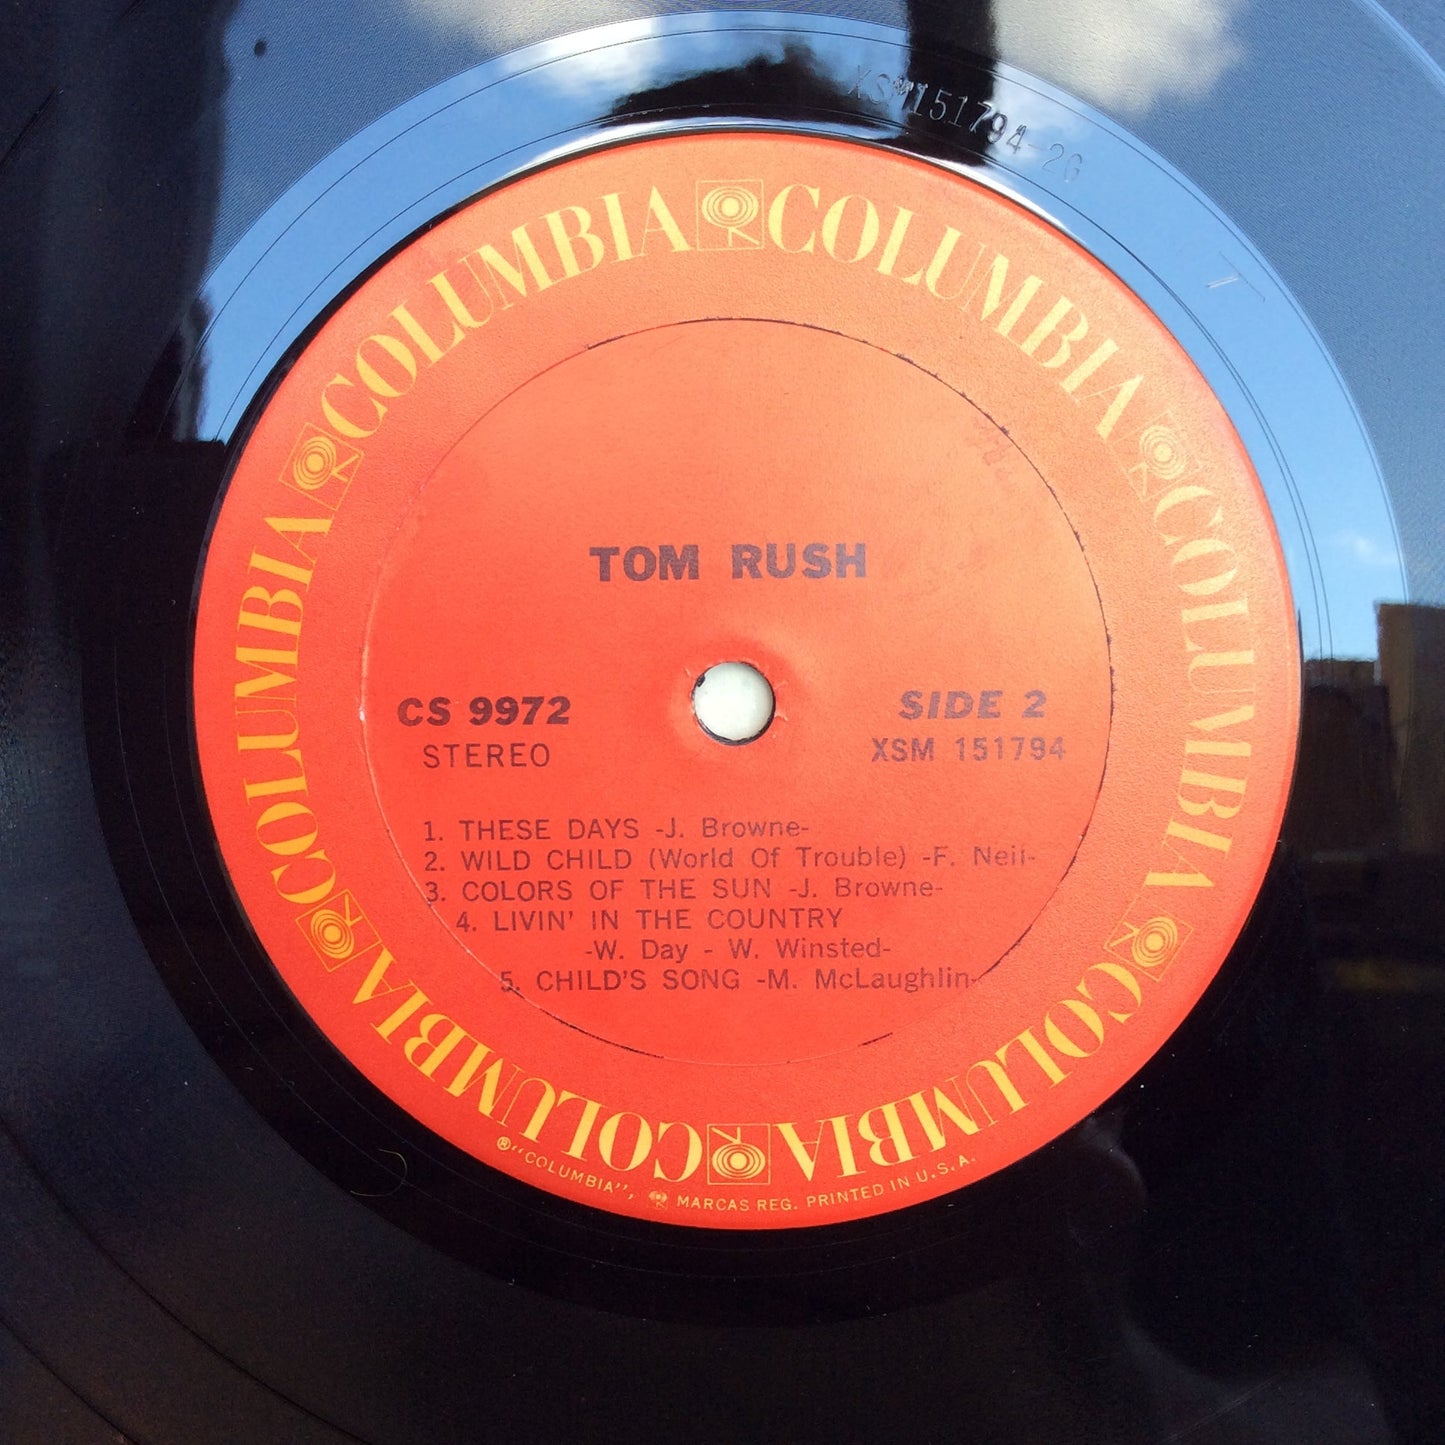 XSM151794-2G
COLUMBIA COLUMBIA COLUMBIA COLUMBIA COLUMBIA COLUMBIA
TOM RUSH
CS 9972
STEREO
SIDE 2
XSM 151794
1. THESE DAYS -J. Browne-
2. WILD CHILD (World Of Trouble) -F. Neil-
3. COLORS OF THE SUN -J. Browne-
4. LIVIN' IN THE COUNTRY
-W. Day - W. Winsted-
5. CHILD'S SONG -M. McLaughlin-
®"COLUMBIA", MARCAS REG. PRINTED IN U.S.A.